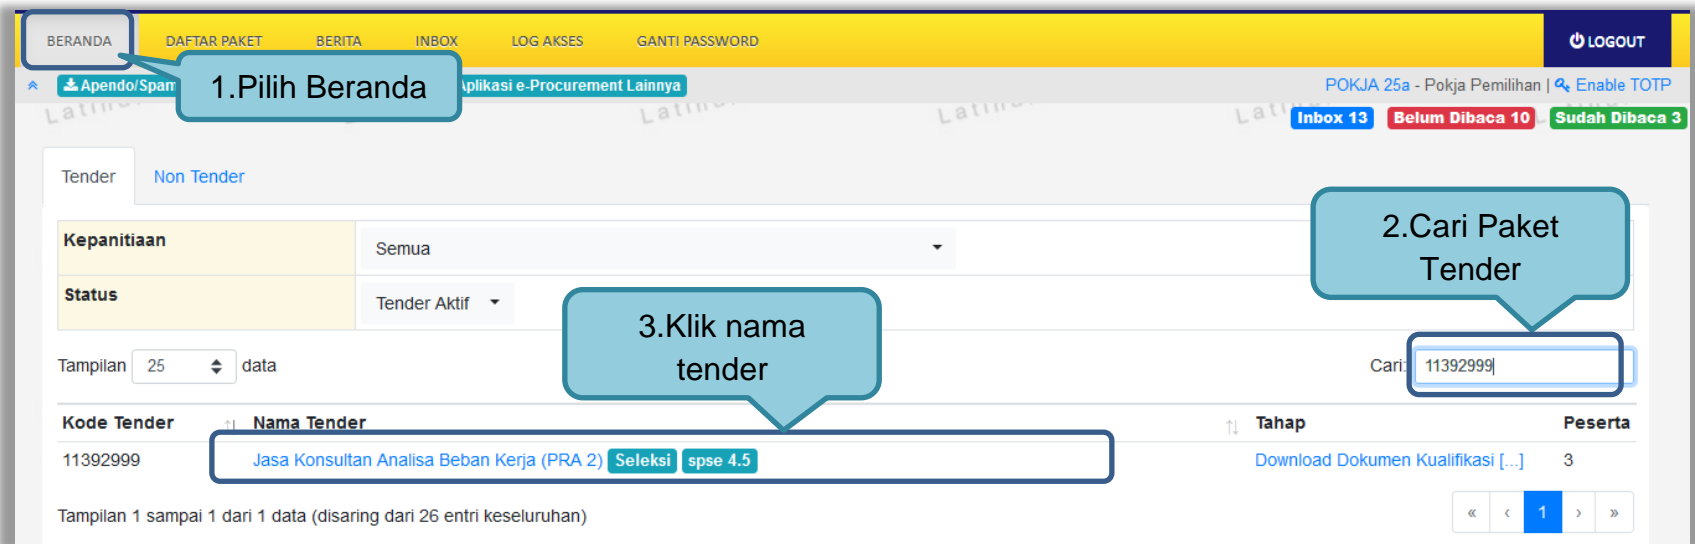 BERANDA DAFTAR PAKET BERITA INBOX LOG AKSES GANTI PASSWORD LOGOUT
1.Pilih Beranda
Apendo/Spam Aplikasi e-Procurement Lainnya POKJA 25a - Pokja Pemilihan | Enable TOTP
Inbox 13 Belum Dibaca 10 Sudah Dibaca 3
Tender Non Tender
2.Cari Paket
Tender
Kepanitiaan Semua
Status Tender Aktif
3.Klik nama
tender
Tampilan 25 data Cari: 11392999
Kode Tender Nama Tender Tahap Peserta
11392999 Jasa Konsultan Analisa Beban Kerja (PRA 2) Seleksi spse 4.5 Download Dokumen Kualifikasi [...] 3
Tampilan 1 sampai 1 dari 1 data (disaring dari 26 entri keseluruhan) « ‹ 1 › »